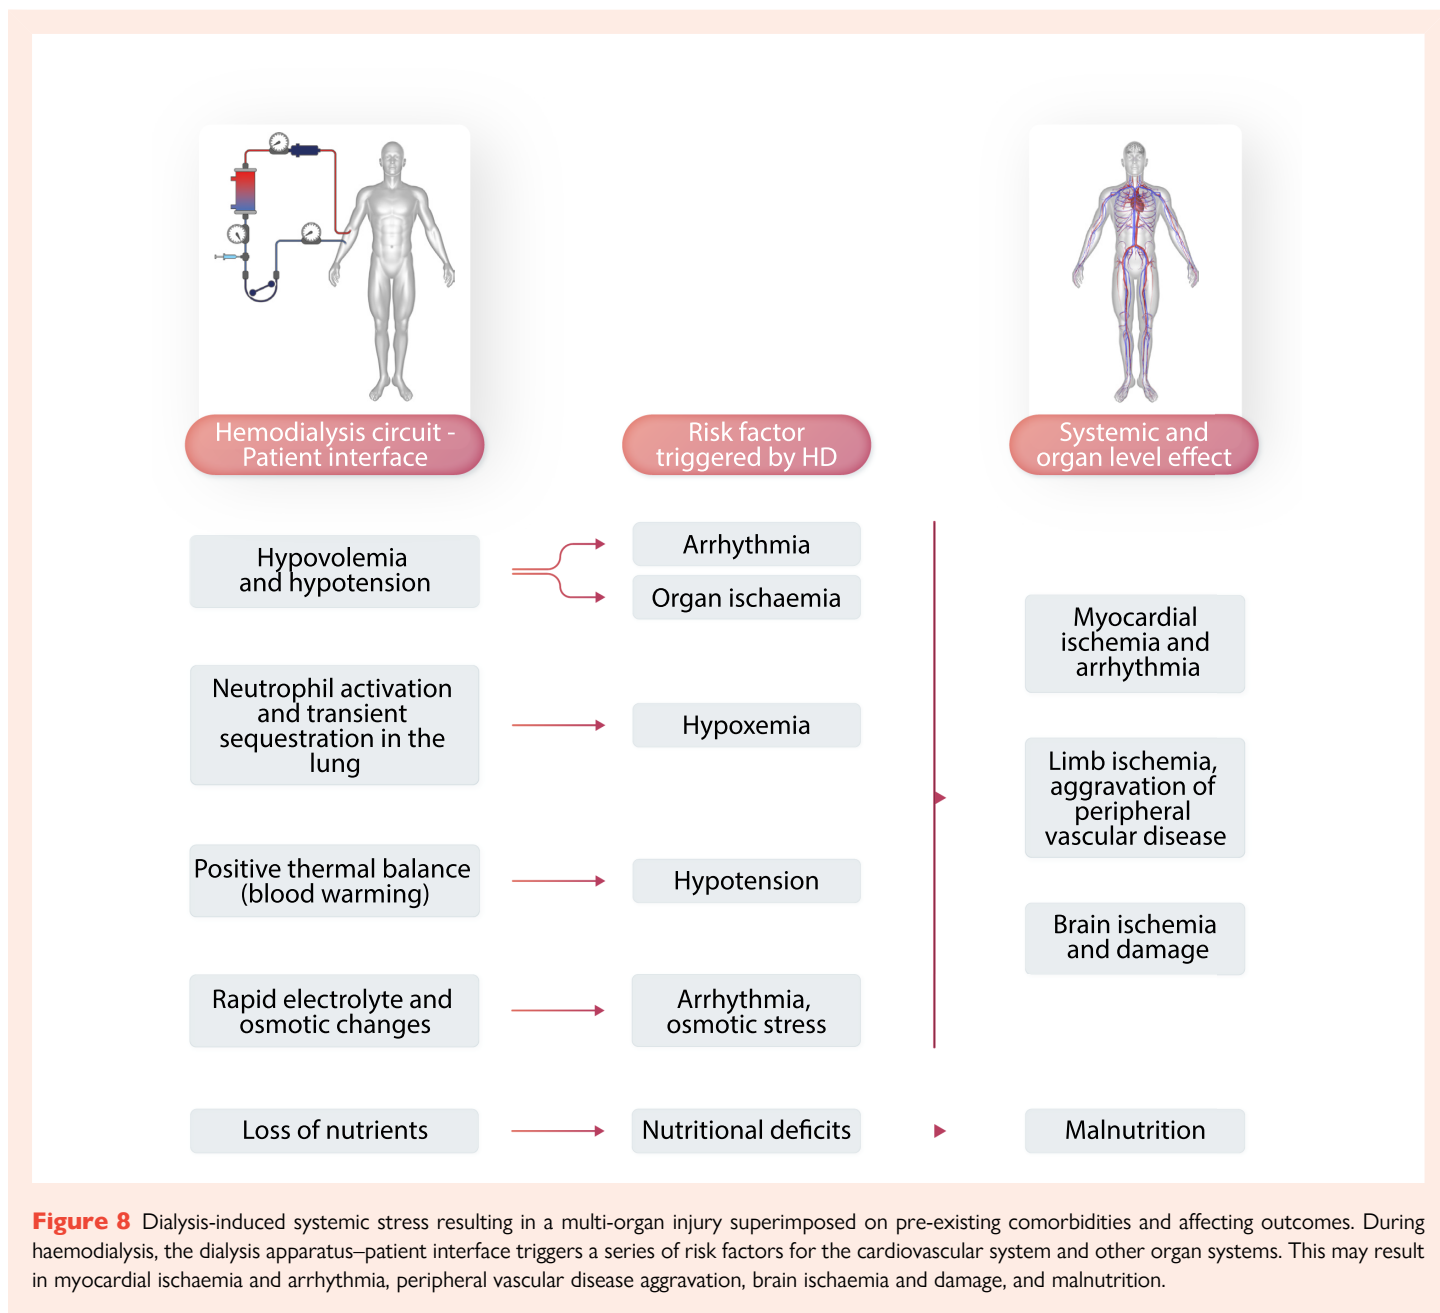 Hemodialysis circuit -
Patient interface
Risk factor
triggered by HD
Systemic and
organ level effect
Hypovolemia
and hypotension
Arrhythmia
Organ ischaemia
Neutrophil activation
and transient
sequestration in the
lung
Hypoxemia
Positive thermal balance
(blood warming)
Hypotension
Rapid electrolyte and
osmotic changes
Arrhythmia,
osmotic stress
Myocardial
ischemia and
arrhythmia
Limb ischemia,
aggravation of
peripheral
vascular disease
Brain ischemia
and damage
Loss of nutrients
Nutritional deficits
Malnutrition
Figure 8 Dialysis-induced systemic stress resulting in a multi-organ injury superimposed on pre-existing comorbidities and affecting outcomes. During
haemodialysis, the dialysis apparatus–patient interface triggers a series of risk factors for the cardiovascular system and other organ systems. This may result
in myocardial ischaemia and arrhythmia, peripheral vascular disease aggravation, brain ischaemia and damage, and malnutrition.